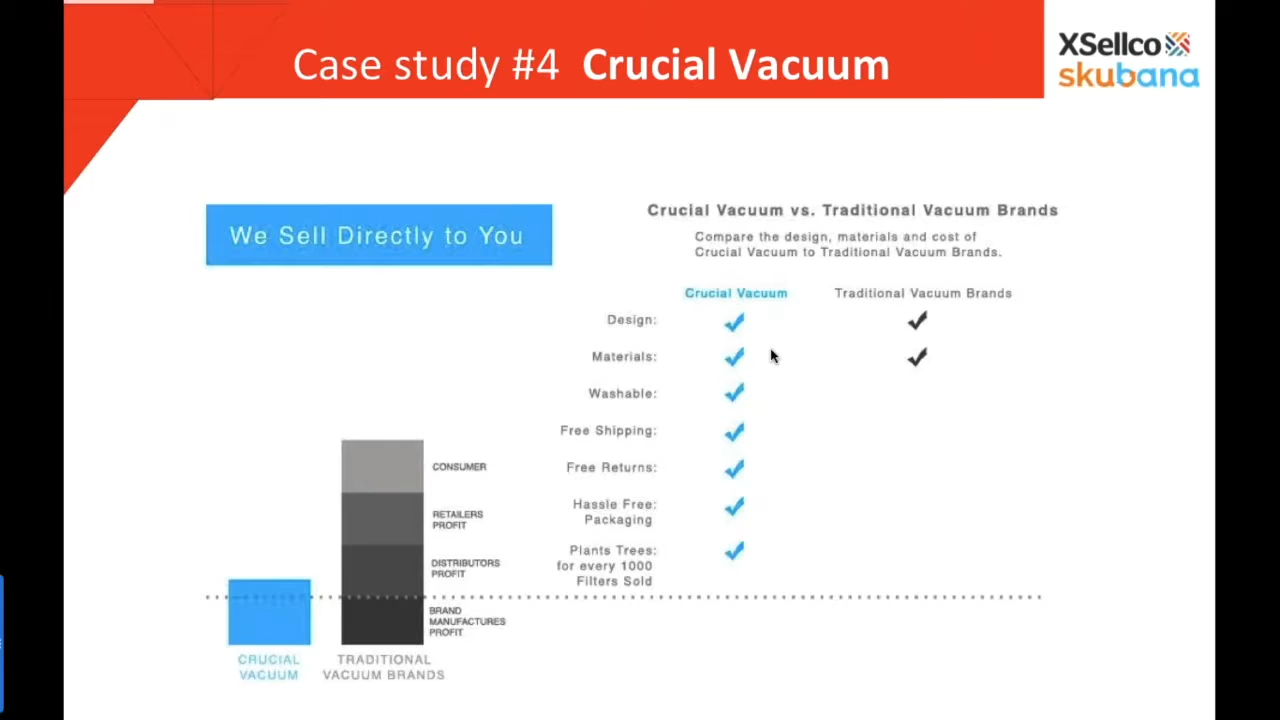 Case study #4 Crucial Vacuum
XSellco
skubana
We Sell Directly to You
Crucial Vacuum vs. Traditional Vacuum Brands
Compare the design, materials and cost of
Crucial Vacuum to Traditional Vacuum Brands.
Crucial Vacuum
Traditional Vacuum Brands
Design:
Materials:
Washable:
Free Shipping:
Free Returns:
Hassle Free:
Packaging
Plants Trees:
for every 1000
Filters Sold
CONSUMER
RETAILERS
PROFIT
DISTRIBUTORS
PROFIT
BRAND
MANUFACTURES
PROFIT
CRUCIAL
VACUUM
TRADITIONAL
VACUUM BRANDS